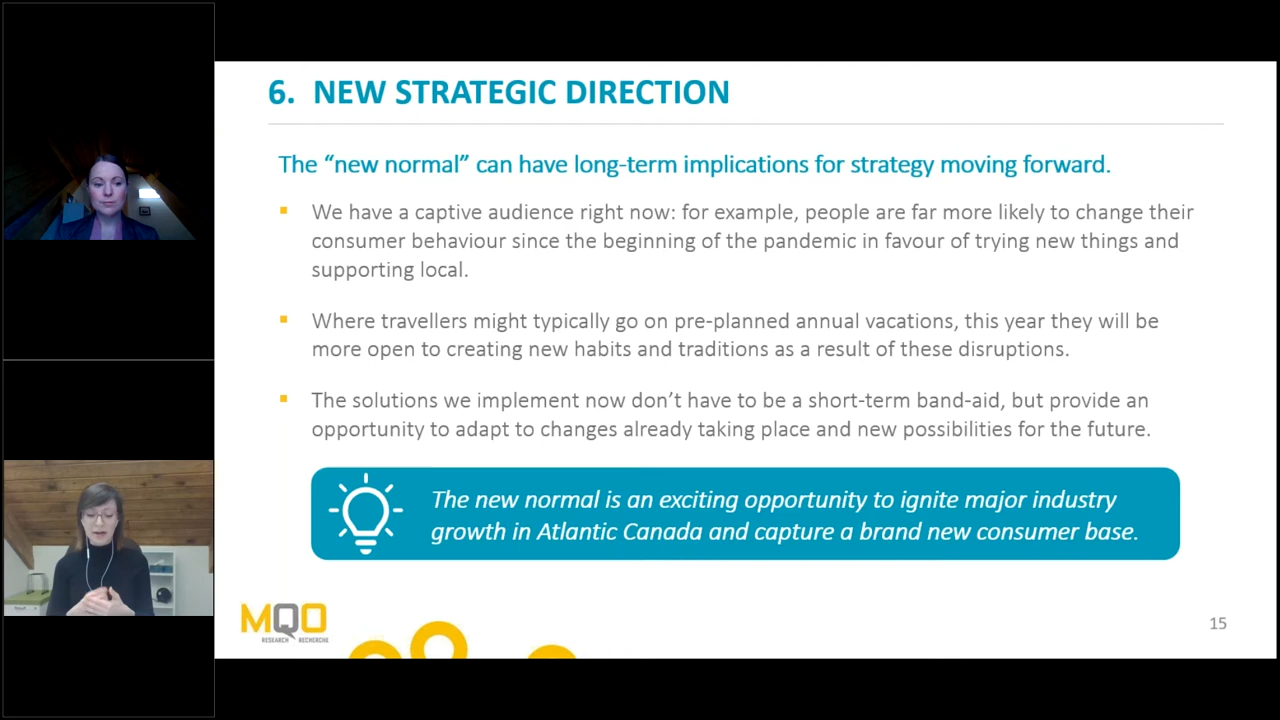 6. NEW STRATEGIC DIRECTION
The “new normal” can have long-term implications for strategy moving forward.
▪ We have a captive audience right now: for example, people are far more likely to change their
consumer behaviour since the beginning of the pandemic in favour of trying new things and
supporting local.
▪ Where travellers might typically go on pre-planned annual vacations, this year they will be
more open to creating new habits and traditions as a result of these disruptions.
▪ The solutions we implement now don’t have to be a short-term band-aid, but provide an
opportunity to adapt to changes already taking place and new possibilities for the future.
The new normal is an exciting opportunity to ignite major industry
growth in Atlantic Canada and capture a brand new consumer base.
MQO
RESEARCH RECHERCHE
15